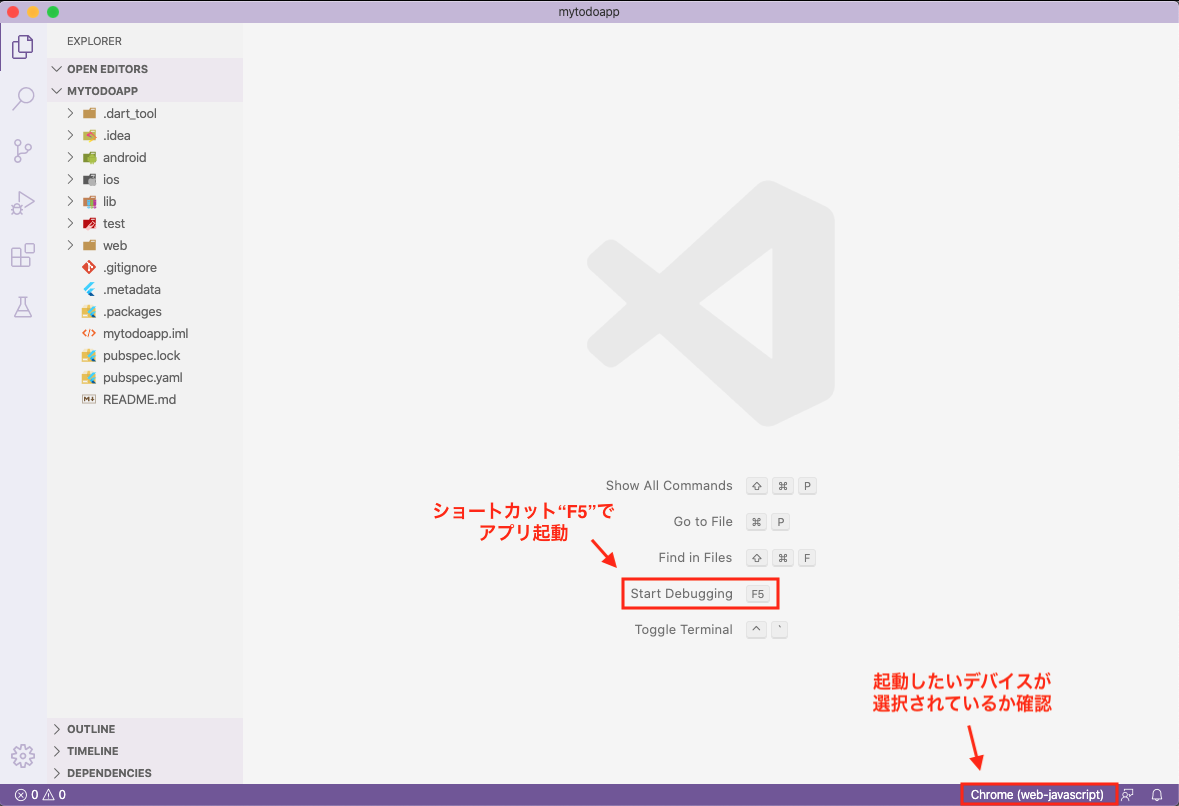 mytodoapp
EXPLORER
OPEN EDITORS
MYTODOAPP
.dart_tool
.idea
android
ios
lib
test
web
.gitignore
.metadata
.packages
mytodoapp.iml
pubspec.lock
pubspec.yaml
README.md
OUTLINE
TIMELINE
DEPENDENCIES
Show All Commands ⇧ ⌘ P
Go to File ⌘ P
ショートカット“F5”で
アプリ起動
Find in Files ⇧ ⌘ F
Start Debugging F5
Toggle Terminal ^ `
起動したいデバイスが
選択されているか確認
0 0
Chrome (web-javascript)